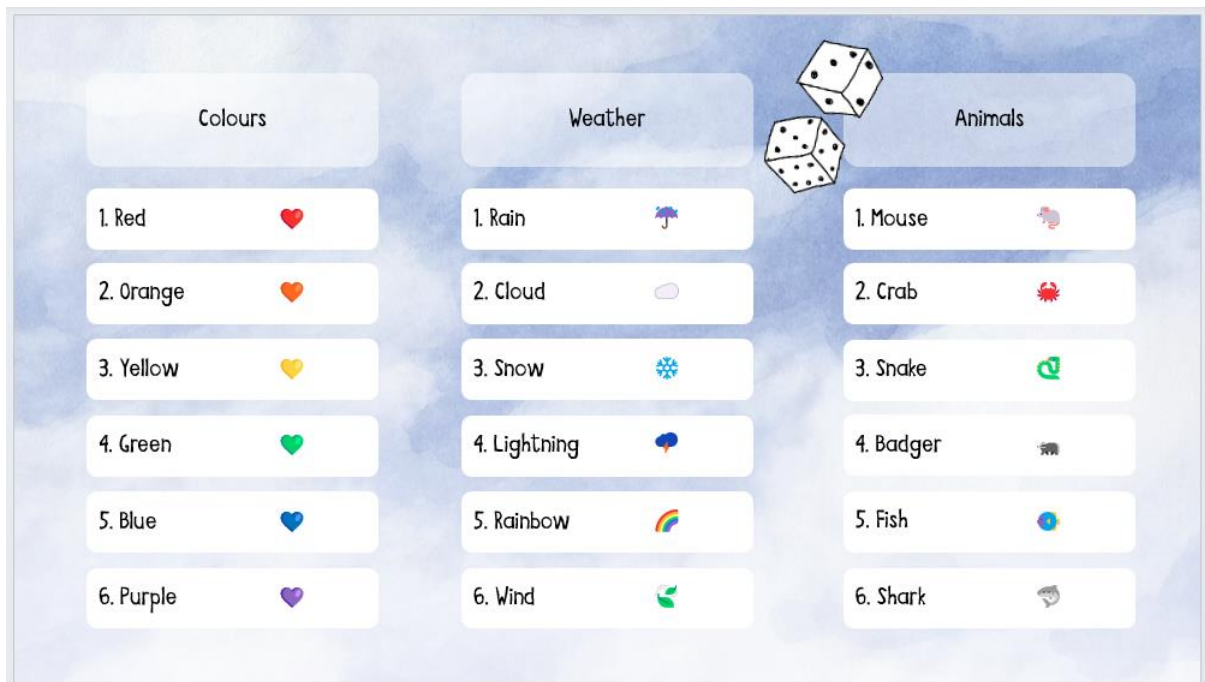 Colours
1. Red
2. Orange
3. Yellow
4. Green
5. Blue
6. Purple
Weather
1. Rain
2. Cloud
3. Snow
4. Lightning
5. Rainbow
6. Wind
Animals
1. Mouse
2. Crab
3. Snake
4. Badger
5. Fish
6. Shark